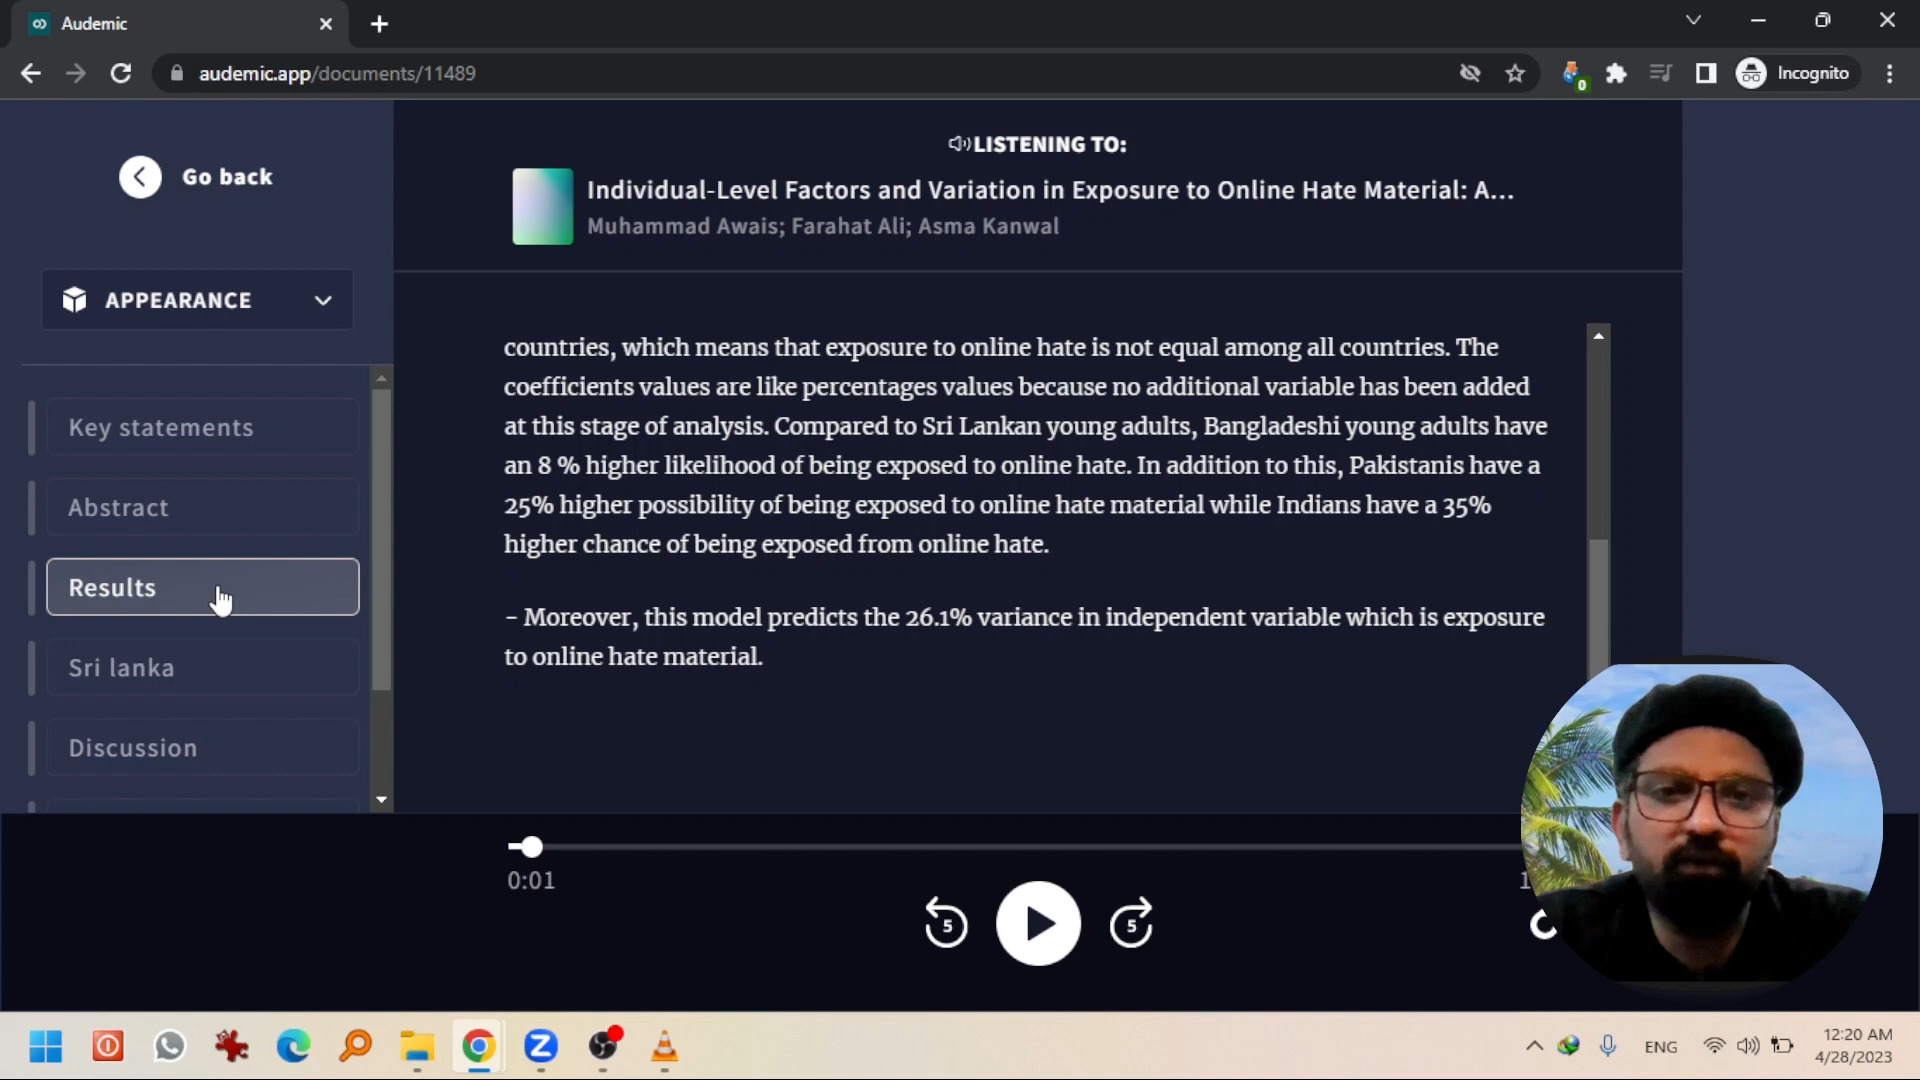 Audemic
audemic.app/documents/11489
0
Incognito
Go back
LISTENING TO:
Individual-Level Factors and Variation in Exposure to Online Hate Material: A...
Muhammad Awais; Farahat Ali; Asma Kanwal
APPEARANCE
Key statements
Abstract
Results
Sri lanka
Discussion
countries, which means that exposure to online hate is not equal among all countries. The
coefficients values are like percentages values because no additional variable has been added
at this stage of analysis. Compared to Sri Lankan young adults, Bangladeshi young adults have
an 8 % higher likelihood of being exposed to online hate. In addition to this, Pakistanis have a
25% higher possibility of being exposed to online hate material while Indians have a 35%
higher chance of being exposed from online hate.
- Moreover, this model predicts the 26.1% variance in independent variable which is exposure
to online hate material.
0:01
5
5
ENG
12:20 AM
4/28/2023